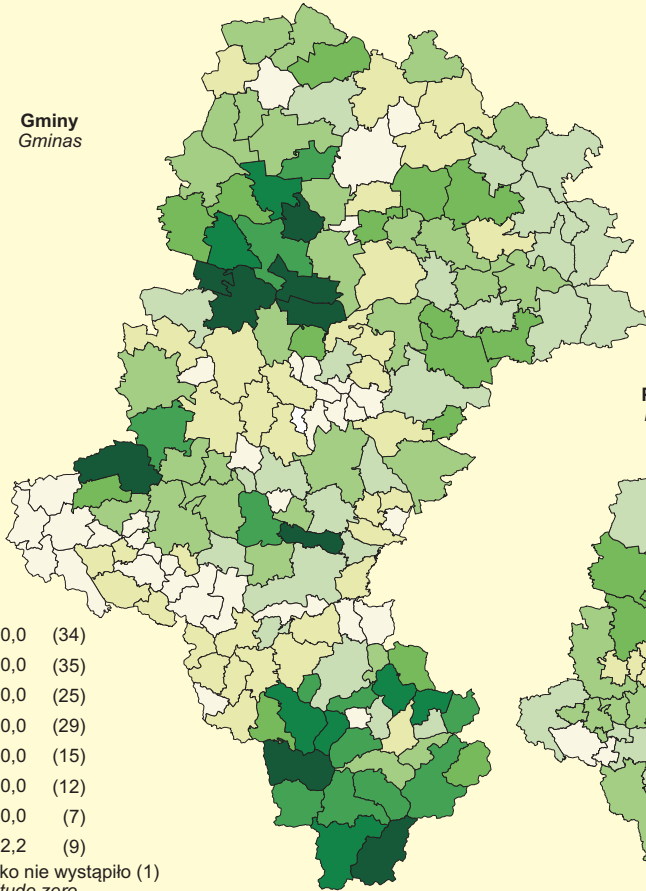 Gminy
Gminas
0,0 (34)
0,0 (35)
0,0 (25)
0,0 (29)
0,0 (15)
0,0 (12)
0,0 (7)
2,2 (9)
ko nie wystąpiło (1)